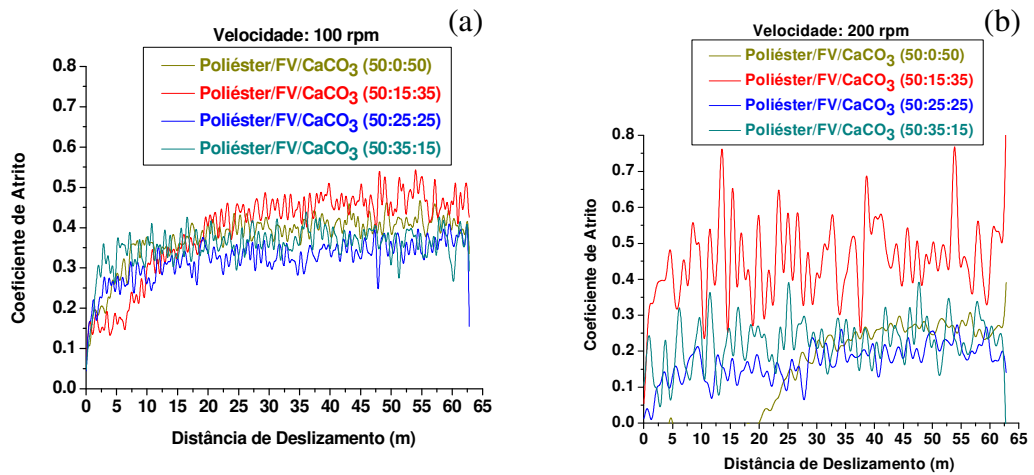 (a)
Velocidade: 100 rpm
Poliéster/FV/CaCO3 (50:0:50)
Poliéster/FV/CaCO3 (50:15:35)
Poliéster/FV/CaCO3 (50:25:25)
Poliéster/FV/CaCO3 (50:35:15)
Coeficiente de Atrito
0.8
0.7
0.6
0.5
0.4
0.3
0.2
0.1
0.0
0 5 10 15 20 25 30 35 40 45 50 55 60 65
Distância de Deslizamento (m)
(b)
Velocidade: 200 rpm
Poliéster/FV/CaCO3 (50:0:50)
Poliéster/FV/CaCO3 (50:15:35)
Poliéster/FV/CaCO3 (50:25:25)
Poliéster/FV/CaCO3 (50:35:15)
Coeficiente de Atrito
0.8
0.7
0.6
0.5
0.4
0.3
0.2
0.1
0.0
0 5 10 15 20 25 30 35 40 45 50 55 60 65
Distância de Deslizamento (m)